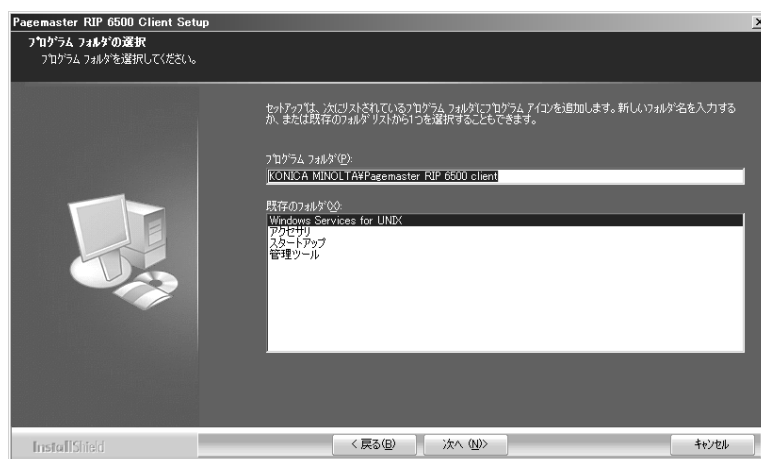 Pagemaster RIP 6500 Client Setup
プログラム フォルダの選択
プログラム フォルダを選択してください。
セットアップは、次にリストされているプログラム フォルダにプログラム アイコンを追加します。新しいフォルダ名を入力する
か、または既存のフォルダ リストから1つを選択することもできます。
プログラム フォルダ(P):
KONICA MINOLTA¥Pagemaster RIP 6500 client
既存のフォルダ(X):
Windows Services for UNIX
アクセサリ
スタートアップ
管理ツール
InstallShield
< 戻る(B) 次へ (N)> キャンセル